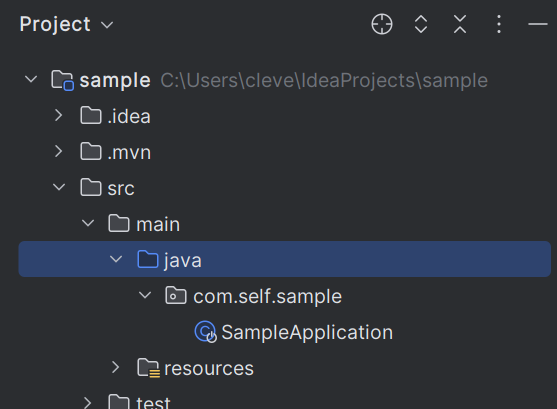 Project
sample C:\Users\cleve\IdeaProjects\sample
.idea
.mvn
src
main
java
com.self.sample
SampleApplication
resources
test